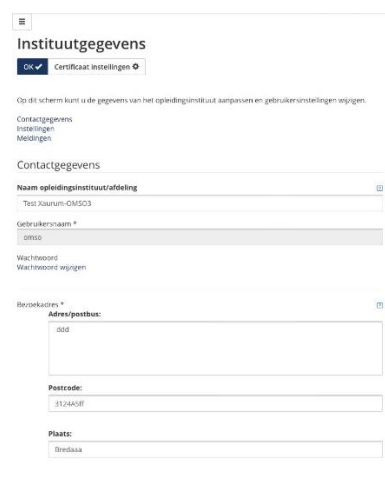 Instituutgegevens
OK Certificaat instellingen
Op dit scherm kunt u de gegevens van het opleidingsinstituut aanpassen en gebruikersinstellingen wijzigen.
Contactgegevens
Instellingen
Meldingen
Contactgegevens
Naam opleidingsinstituut/afdeling
Test Xaurum-OMSO3
Gebruikersnaam *
omso
Wachtwoord
Wachtwoord wijzigen
Bezoekadres *
Adres/postbus:
ddd
Postcode:
3124ASff
Plaats:
Bredaaa